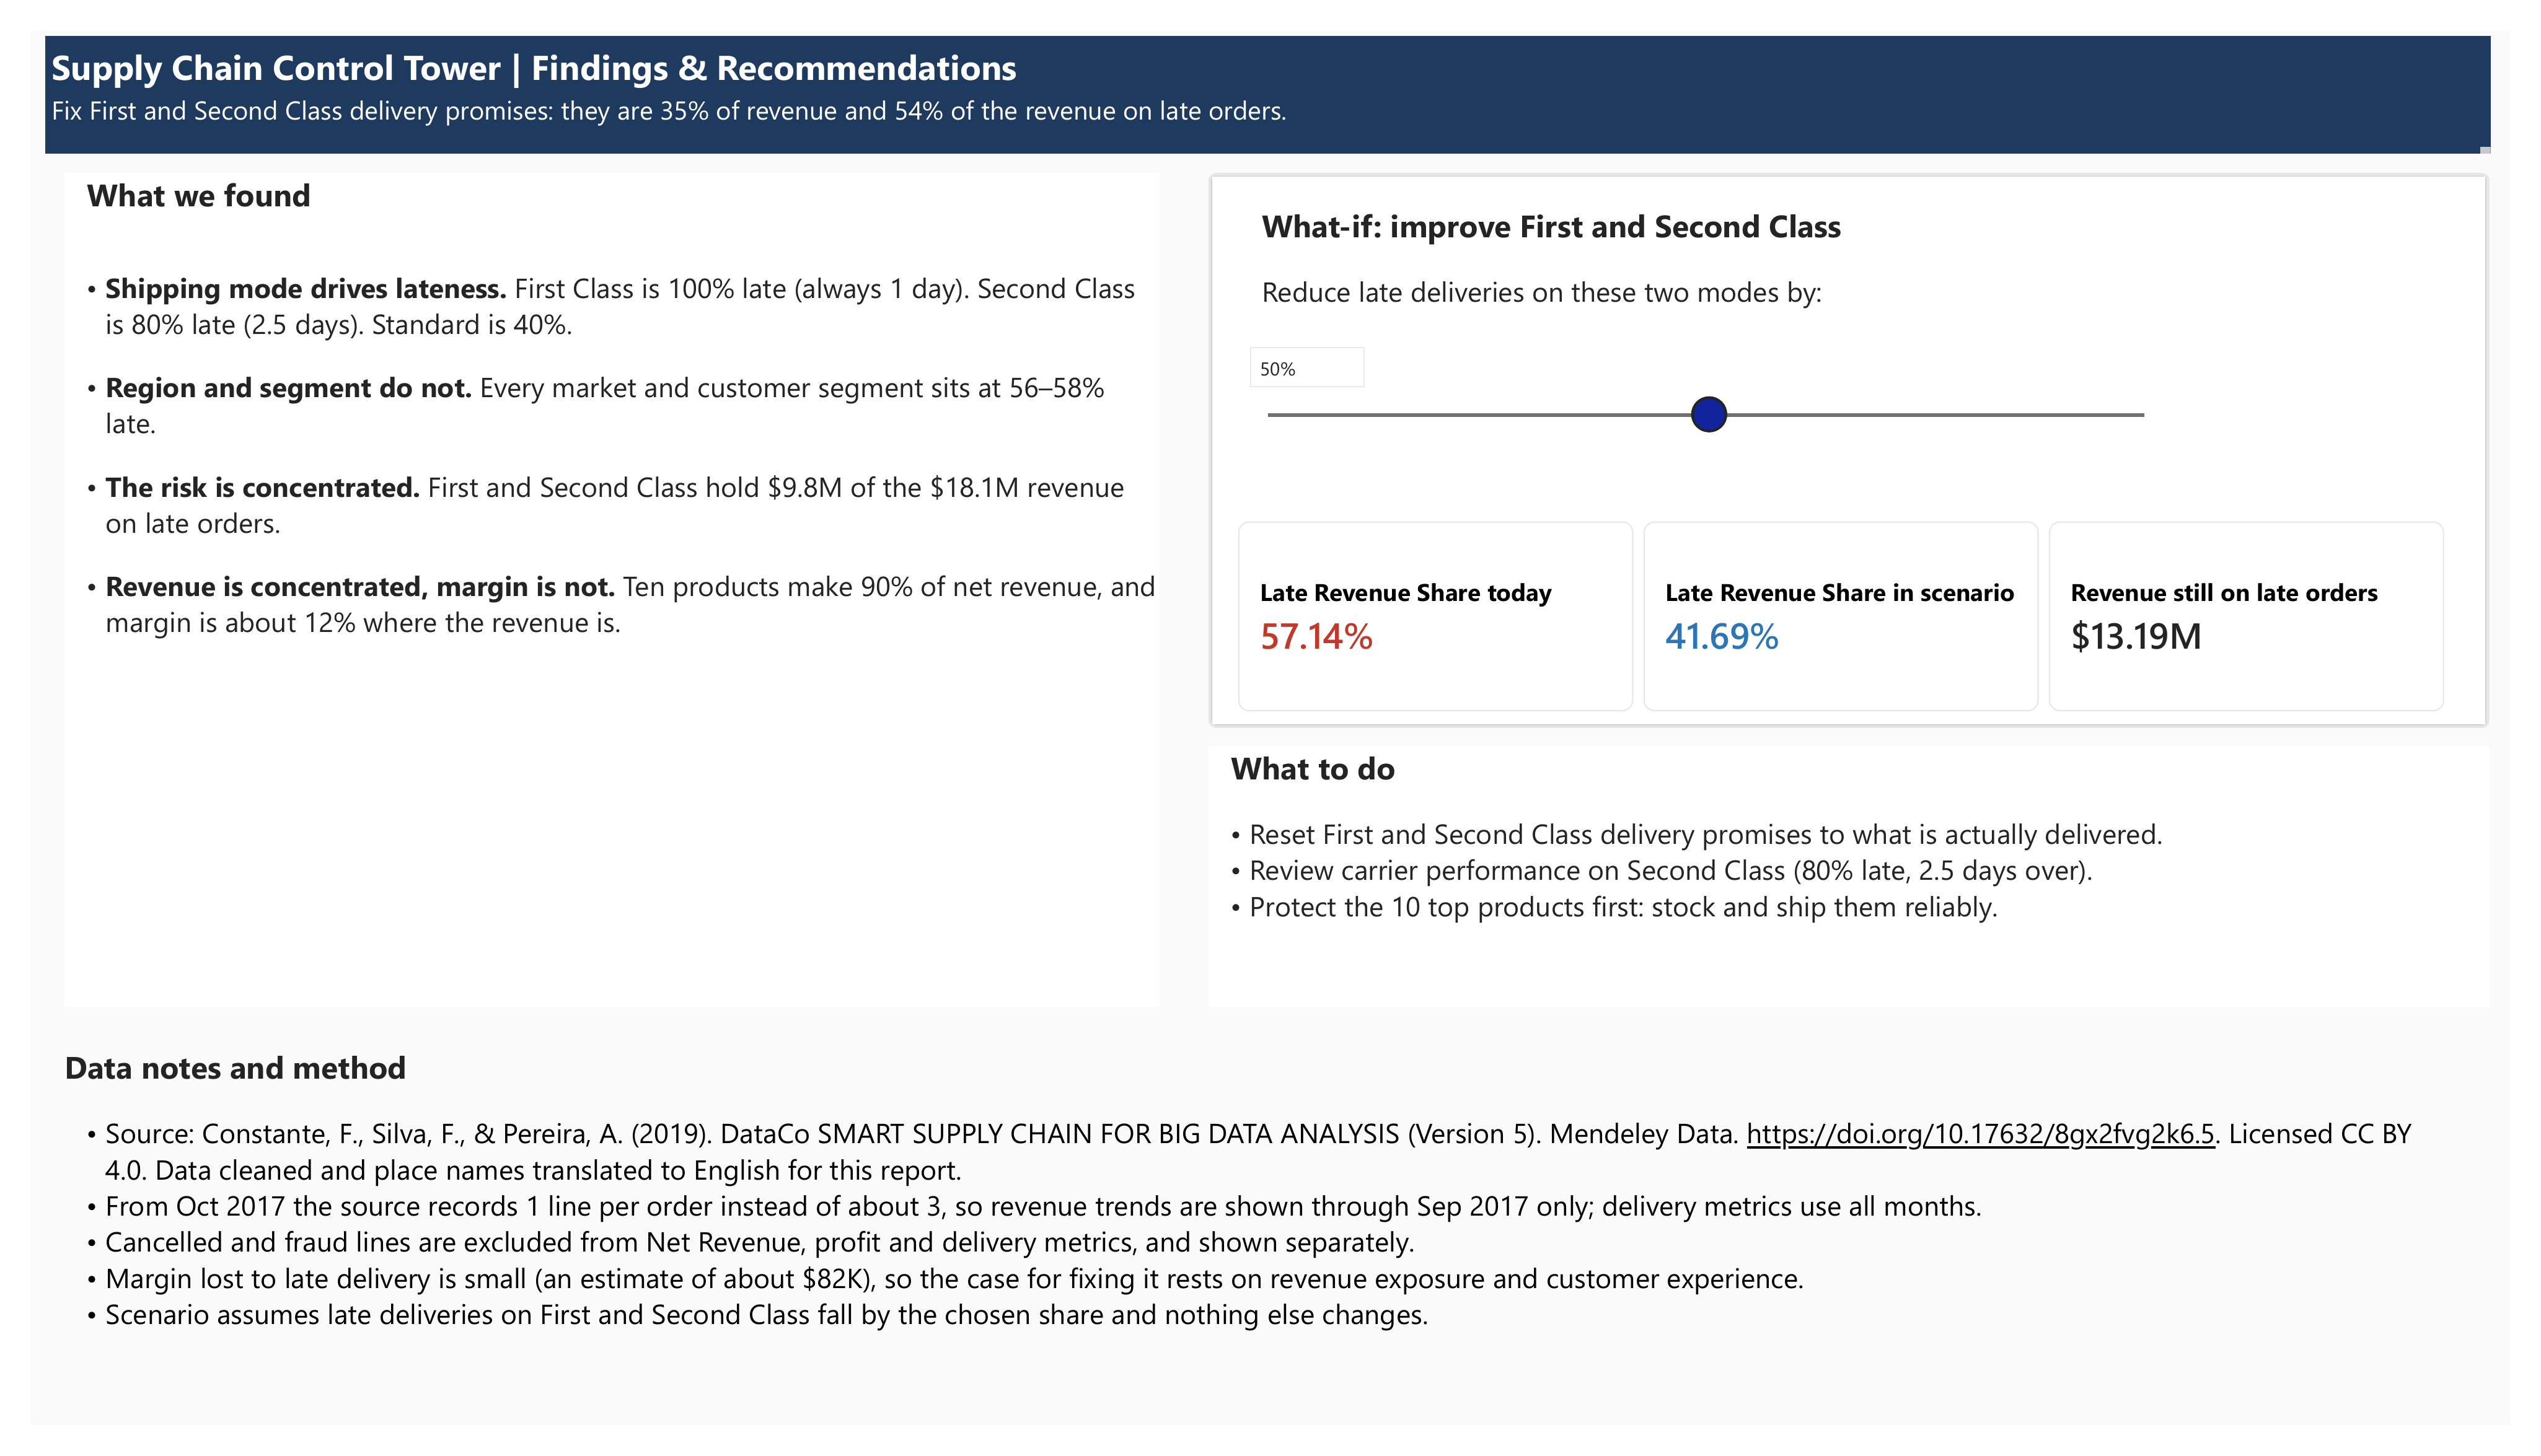 Supply Chain Control Tower | Findings & Recommendations
Fix First and Second Class delivery promises: they are 35% of revenue and 54% of the revenue on late orders.
What we found
• Shipping mode drives lateness. First Class is 100% late (always 1 day). Second Class
is 80% late (2.5 days). Standard is 40%.
• Region and segment do not. Every market and customer segment sits at 56–58%
late.
• The risk is concentrated. First and Second Class hold $9.8M of the $18.1M revenue
on late orders.
• Revenue is concentrated, margin is not. Ten products make 90% of net revenue, and
margin is about 12% where the revenue is.
What-if: improve First and Second Class
Reduce late deliveries on these two modes by:
50%
Late Revenue Share today
57.14%
Late Revenue Share in scenario
41.69%
Revenue still on late orders
$13.19M
What to do
• Reset First and Second Class delivery promises to what is actually delivered.
• Review carrier performance on Second Class (80% late, 2.5 days over).
• Protect the 10 top products first: stock and ship them reliably.
Data notes and method
• Source: Constante, F., Silva, F., & Pereira, A. (2019). DataCo SMART SUPPLY CHAIN FOR BIG DATA ANALYSIS (Version 5). Mendeley Data. https://doi.org/10.17632/8gx2fvg2k6.5. Licensed CC BY
4.0. Data cleaned and place names translated to English for this report.
• From Oct 2017 the source records 1 line per order instead of about 3, so revenue trends are shown through Sep 2017 only; delivery metrics use all months.
• Cancelled and fraud lines are excluded from Net Revenue, profit and delivery metrics, and shown separately.
• Margin lost to late delivery is small (an estimate of about $82K), so the case for fixing it rests on revenue exposure and customer experience.
• Scenario assumes late deliveries on First and Second Class fall by the chosen share and nothing else changes.